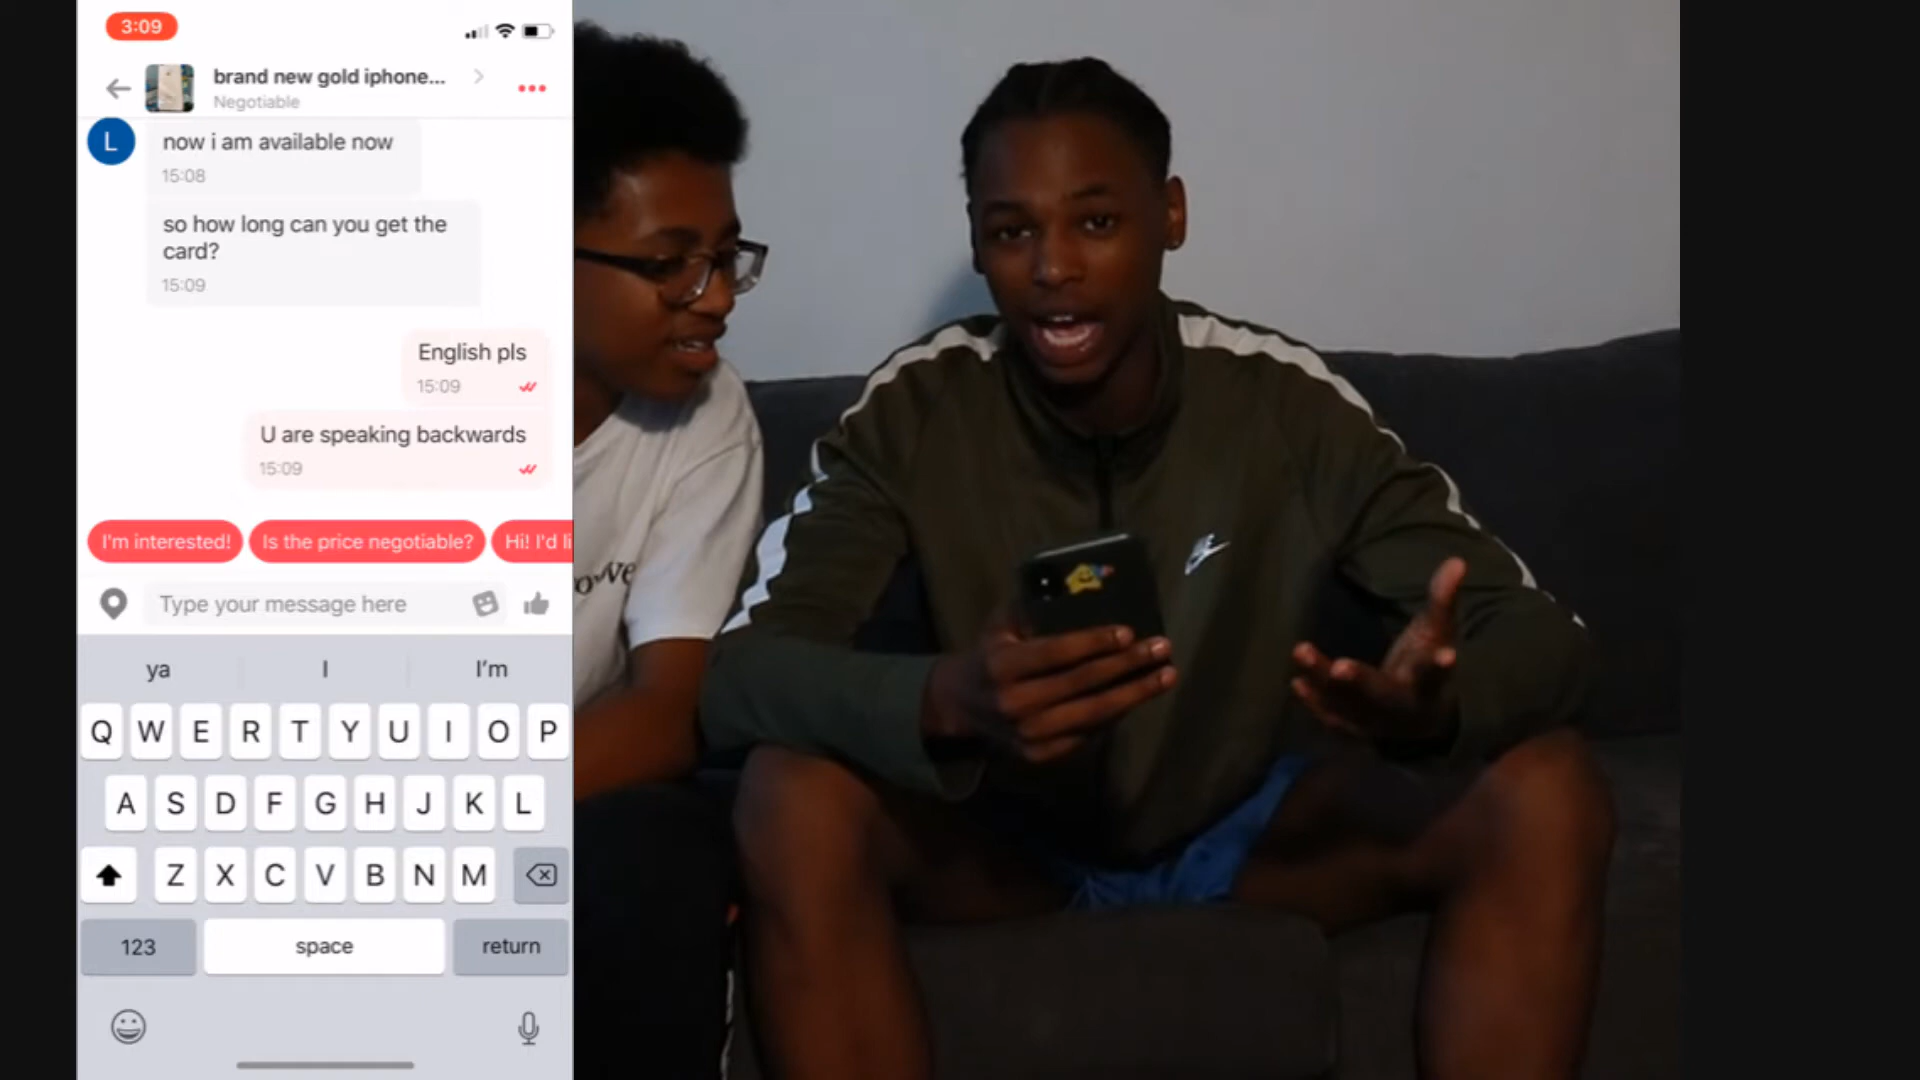 3:09
brand new gold iphone...
Negotiable
L
now i am available now
15:08
so how long can you get the
card?
15:09
English pls
15:09
U are speaking backwards
15:09
I'm interested! Is the price negotiable? Hi! I'd li
Type your message here
ya I I'm
Q W E R T Y U I O P
A S D F G H J K L
Z X C V B N M
123 space return